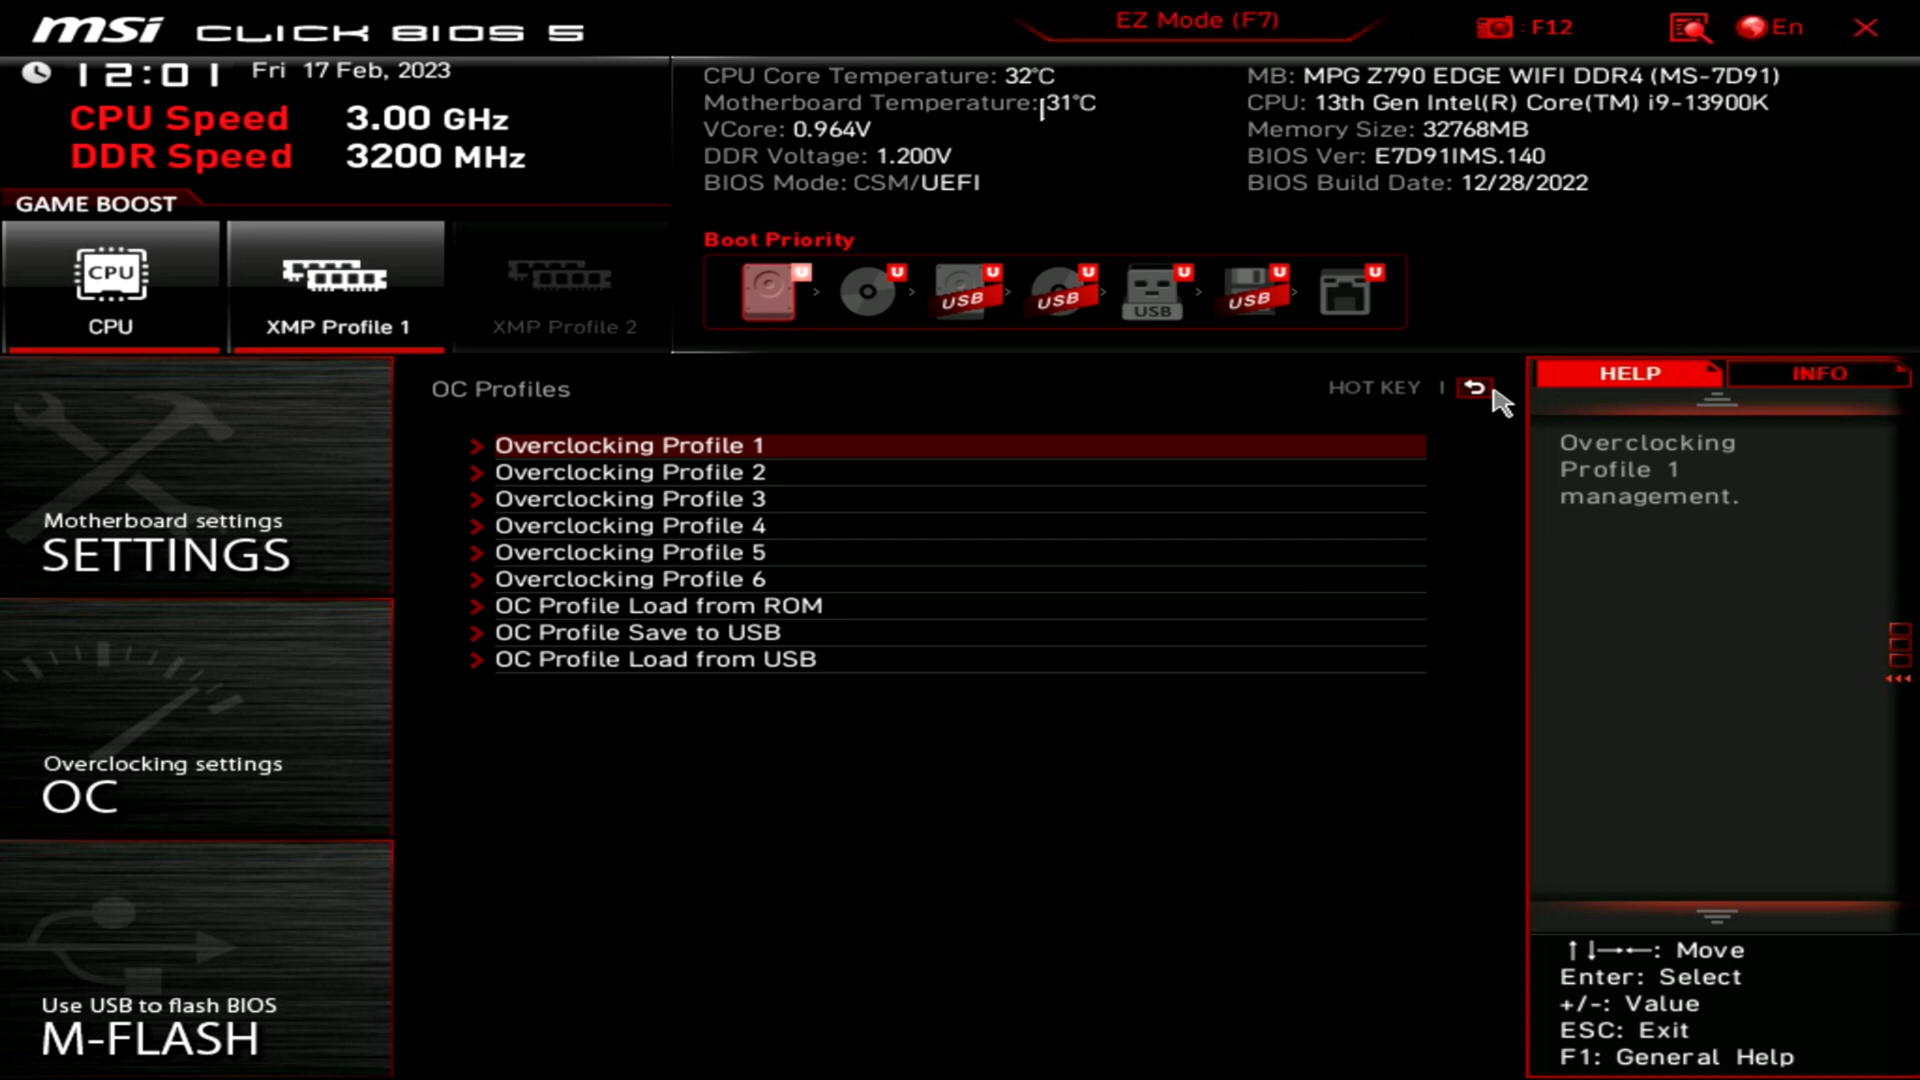 msi CLICK BIOS 5
EZ Mode (F7)
: F12
En
12:01 Fri 17 Feb, 2023
CPU Speed 3.00 GHz
DDR Speed 3200 MHz
CPU Core Temperature: 32°C
Motherboard Temperature: 31°C
VCore: 0.964V
DDR Voltage: 1.200V
BIOS Mode: CSM/UEFI
MB: MPG Z790 EDGE WIFI DDR4 (MS-7D91)
CPU: 13th Gen Intel(R) Core(TM) i9-13900K
Memory Size: 32768MB
BIOS Ver: E7D91IMS.140
BIOS Build Date: 12/28/2022
GAME BOOST
CPU
CPU
XMP Profile 1
XMP Profile 2
Boot Priority
U U U U U U U
USB USB USB USB
Motherboard settings
SETTINGS
Overclocking settings
OC
Use USB to flash BIOS
M-FLASH
OC Profiles
HOT KEY |
> Overclocking Profile 1
> Overclocking Profile 2
> Overclocking Profile 3
> Overclocking Profile 4
> Overclocking Profile 5
> Overclocking Profile 6
> OC Profile Load from ROM
> OC Profile Save to USB
> OC Profile Load from USB
HELP
INFO
Overclocking
Profile 1
management.
↑↓→←: Move
Enter: Select
+/-: Value
ESC: Exit
F1: General Help